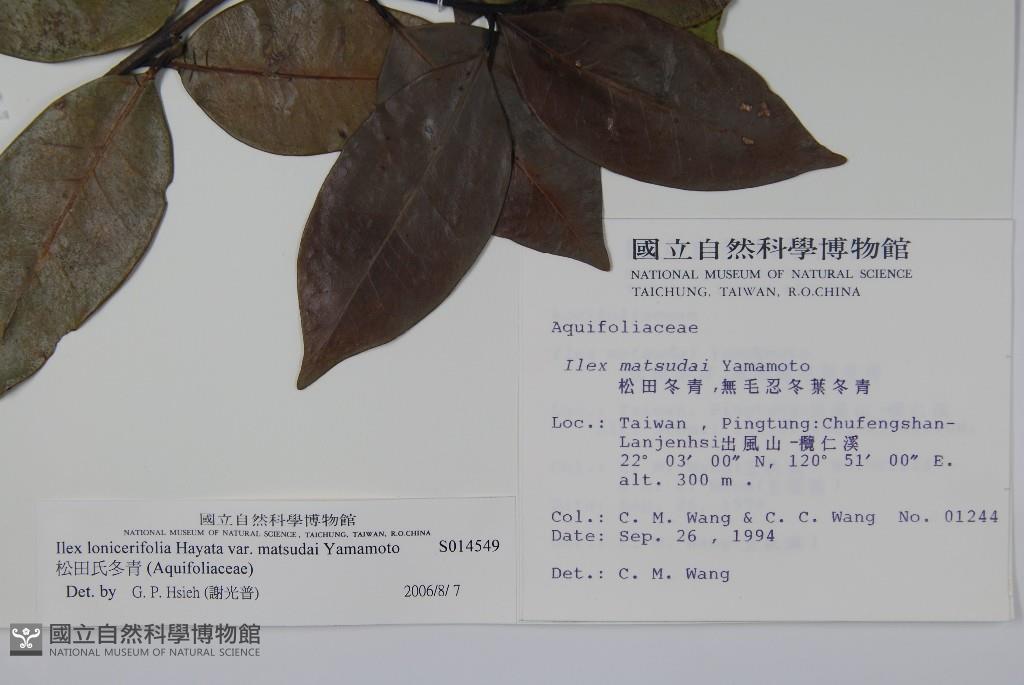 國立自然科學博物館
NATIONAL MUSEUM OF NATURAL SCIENCE
TAICHUNG, TAIWAN, R.O.CHINA
Aquifoliaceae
Ilex matsudai Yamamoto
松田冬青,無毛忍冬葉冬青
Loc.: Taiwan , Pingtung:Chufengshan-
Lanjenhsi出風山-欖仁溪
22° 03′ 00″ N, 120° 51′ 00″ E.
alt. 300 m .
Col.: C. M. Wang & C. C. Wang No. 01244
Date: Sep. 26 , 1994
Det.: C. M. Wang
國立自然科學博物館
NATIONAL MUSEUM OF NATURAL SCIENCE, TAICHUNG, TAIWAN, R.O.CHINA
Ilex lonicerifolia Hayata var. matsudai Yamamoto S014549
松田氏冬青 (Aquifoliaceae)
Det. by G. P. Hsieh (謝光普) 2006/8/ 7
國立自然科學博物館
NATIONAL MUSEUM OF NATURAL SCIENCE